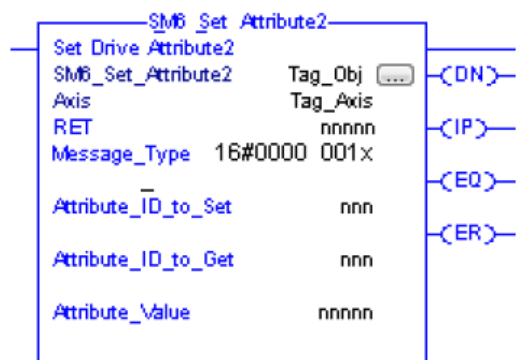 SM6_Set_Attribute2
Set Drive Attribute2
SM6_Set_Attribute2 Tag_Obj ... (DN)
Axis Tag_Axis
RET nnnnn (IP)
Message_Type 16#0000 001x
(EQ)
Attribute_ID_to_Set nnn
(ER)
Attribute_ID_to_Get nnn
Attribute_Value nnnnn